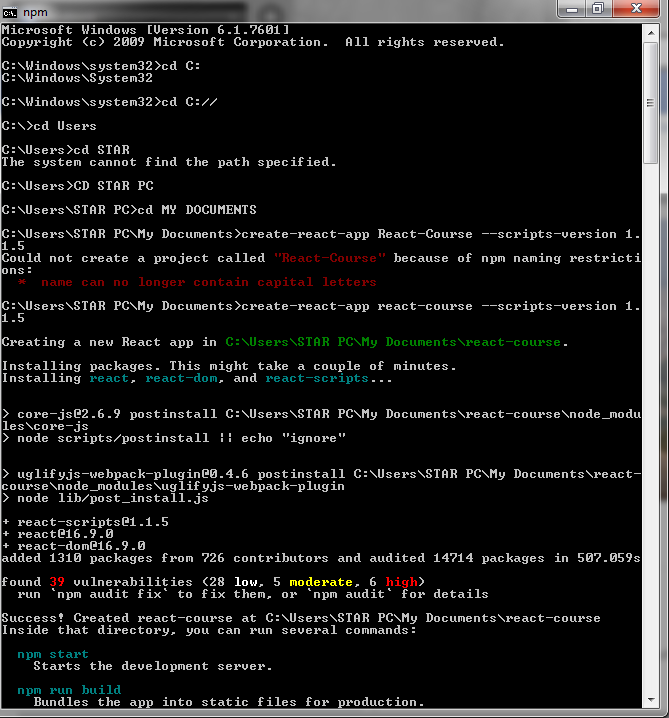 npm
Microsoft Windows [Version 6.1.7601]
Copyright (c) 2009 Microsoft Corporation.  All rights reserved.
C:\Windows\system32>cd C:
C:\Windows\System32
C:\Windows\system32>cd C://
C:\>cd Users
C:\Users>cd STAR
The system cannot find the path specified.
C:\Users>CD STAR PC
C:\Users\STAR PC>cd MY DOCUMENTS
C:\Users\STAR PC\My Documents>create-react-app React-Course --scripts-version 1.
1.5
Could not create a project called "React-Course" because of npm naming restricti
ons:
  *  name can no longer contain capital letters
C:\Users\STAR PC\My Documents>create-react-app react-course --scripts-version 1.
1.5
Creating a new React app in C:\Users\STAR PC\My Documents\react-course.
Installing packages. This might take a couple of minutes.
Installing react, react-dom, and react-scripts...
> core-js@2.6.9 postinstall C:\Users\STAR PC\My Documents\react-course\node_modu
les\core-js
> node scripts/postinstall || echo "ignore"
> uglifyjs-webpack-plugin@0.4.6 postinstall C:\Users\STAR PC\My Documents\react-
course\node_modules\uglifyjs-webpack-plugin
> node lib/post_install.js
+ react-scripts@1.1.5
+ react@16.9.0
+ react-dom@16.9.0
added 1310 packages from 726 contributors and audited 14714 packages in 507.059s
found 39 vulnerabilities (28 low, 5 moderate, 6 high)
  run `npm audit fix` to fix them, or `npm audit` for details
Success! Created react-course at C:\Users\STAR PC\My Documents\react-course
Inside that directory, you can run several commands:
  npm start
    Starts the development server.
  npm run build
    Bundles the app into static files for production.